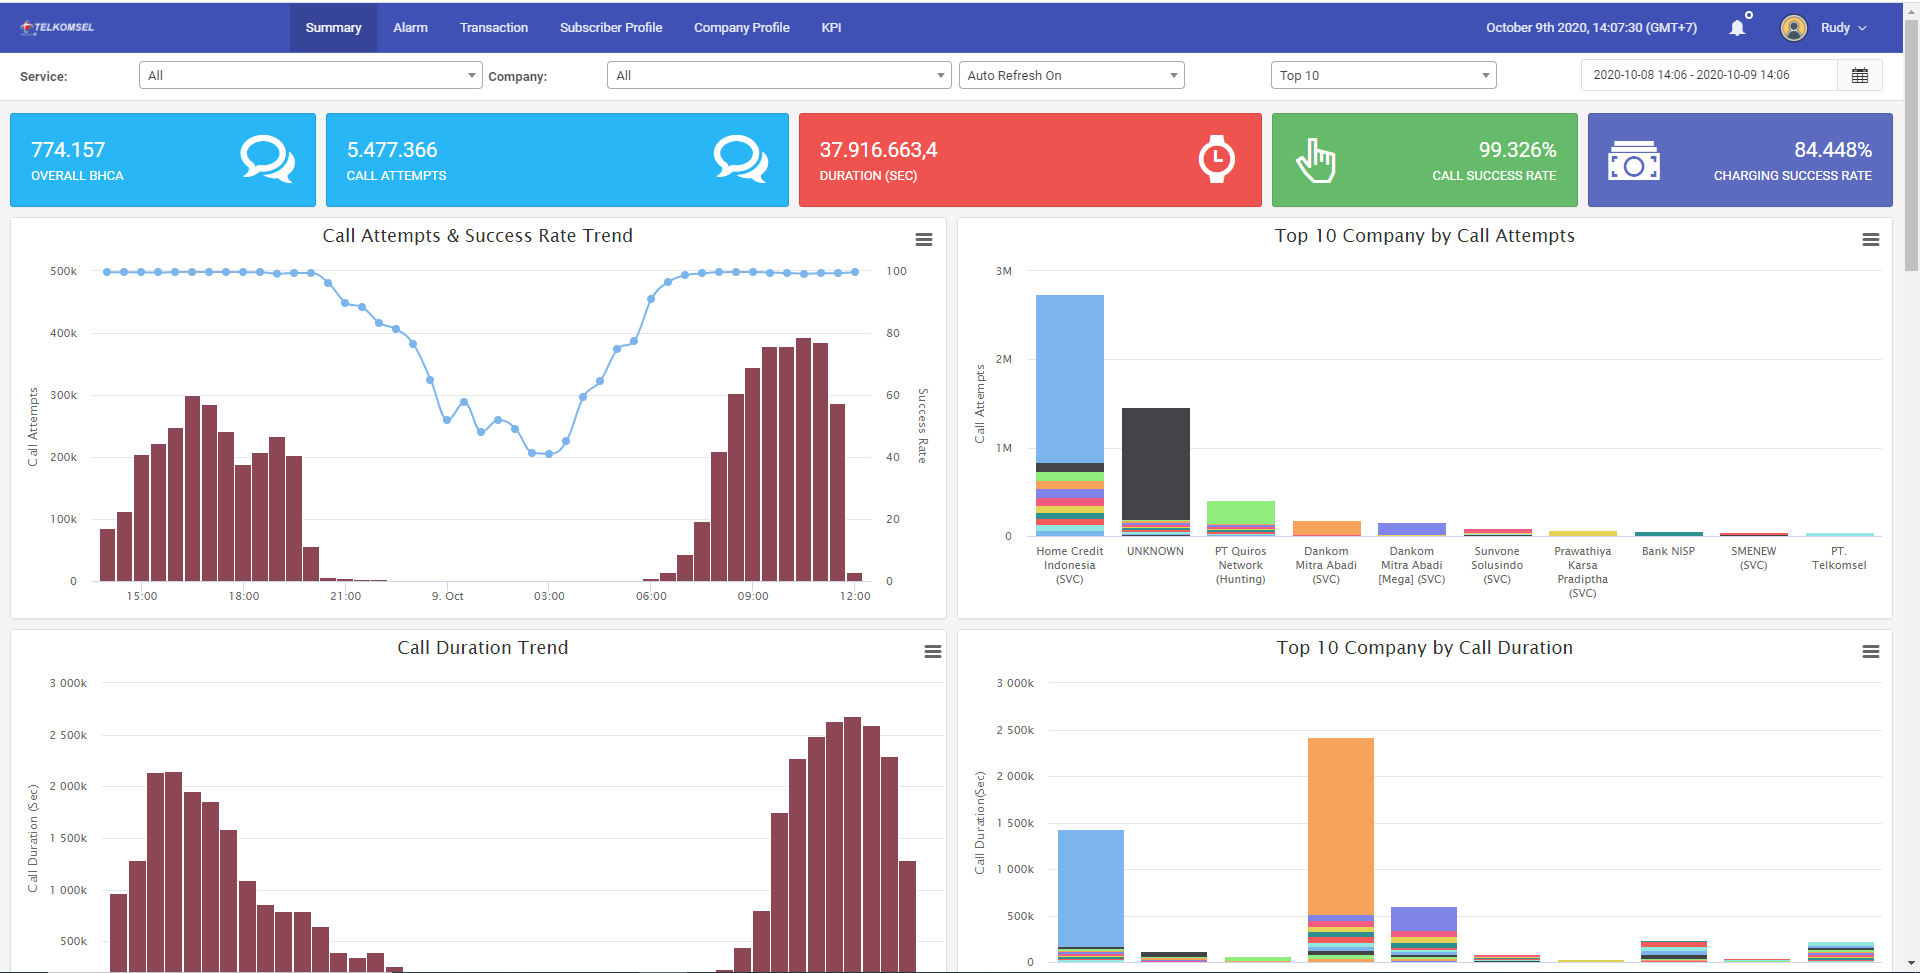 TELKOMSEL
Summary Alarm Transaction Subscriber Profile Company Profile KPI October 9th 2020, 14:07:30 (GMT+7) Rudy
Service: All Company: All Auto Refresh On Top 10 2020-10-08 14:06 - 2020-10-09 14:06
774.157
OVERALL BHCA
5.477.366
CALL ATTEMPTS
37.916.663,4
DURATION (SEC)
99.326%
CALL SUCCESS RATE
84.448%
CHARGING SUCCESS RATE
Call Attempts & Success Rate Trend
Call Attempts
500k
400k
300k
200k
100k
0
100
80
60
40
20
0
Success Rate
15:00 18:00 21:00 9. Oct 03:00 06:00 09:00 12:00
Top 10 Company by Call Attempts
Call Attempts
3M
2M
1M
0
Home Credit
Indonesia
(SVC)
UNKNOWN
PT Quiros
Network
(Hunting)
Dankom
Mitra Abadi
(SVC)
Dankom
Mitra Abadi
[Mega] (SVC)
Sunvone
Solusindo
(SVC)
Prawathiya
Karsa
Pradiptha
(SVC)
Bank NISP
SMENEW
(SVC)
PT.
Telkomsel
Call Duration Trend
Call Duration (Sec)
3 000k
2 500k
2 000k
1 500k
1 000k
500k
Top 10 Company by Call Duration
Call Duration(Sec)
3 000k
2 500k
2 000k
1 500k
1 000k
500k
0